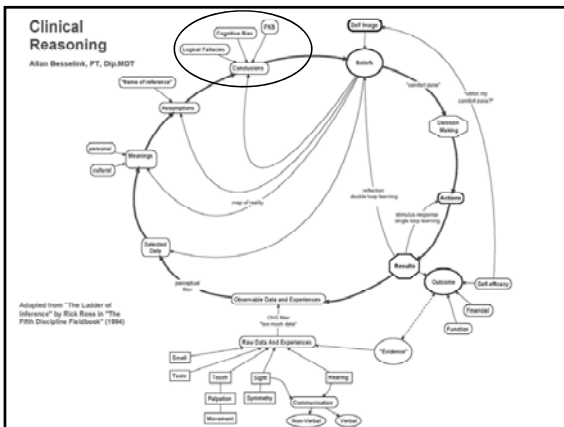 Clinical
Reasoning
Allan Besselink, PT, Dip.MDT
Cognitive Bias
PKB
Logical Fallacies
Conclusions
Self Image
Beliefs
"frame of reference"
Assumptions
"comfort zone"
"within my
comfort zone?"
Decision
Making
personal
Meanings
cultural
map of reality
reflection
double loop learning
stimulus-response
single loop learning
Actions
Selected
Data
Results
perceptual
filter
Outcome
Self-efficacy
Observable Data and Experiences
Financial
Function
Adapted from "The Ladder of
Inference" by Rick Ross in "The
Fifth Discipline Fieldbook" (1994)
filter
"too much data"
Raw Data And Experiences
"Evidence"
Smell
Taste
Touch
Sight
Hearing
Palpation
Symmetry
Communication
Movement
Non-Verbal
Verbal